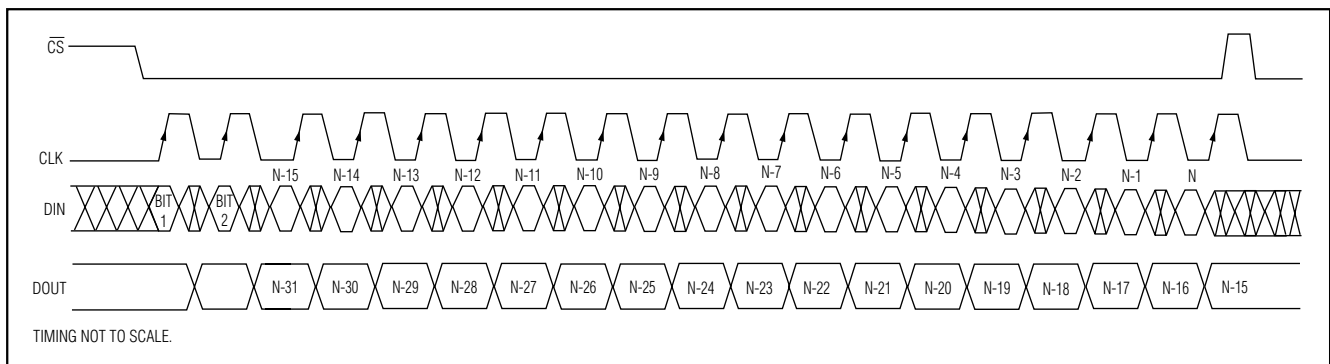 CS
CLK
N-15 N-14 N-13 N-12 N-11 N-10 N-9 N-8 N-7 N-6 N-5 N-4 N-3 N-2 N-1 N
DIN BIT 1 BIT 2
DOUT N-31 N-30 N-29 N-28 N-27 N-26 N-25 N-24 N-23 N-22 N-21 N-20 N-19 N-18 N-17 N-16 N-15
TIMING NOT TO SCALE.